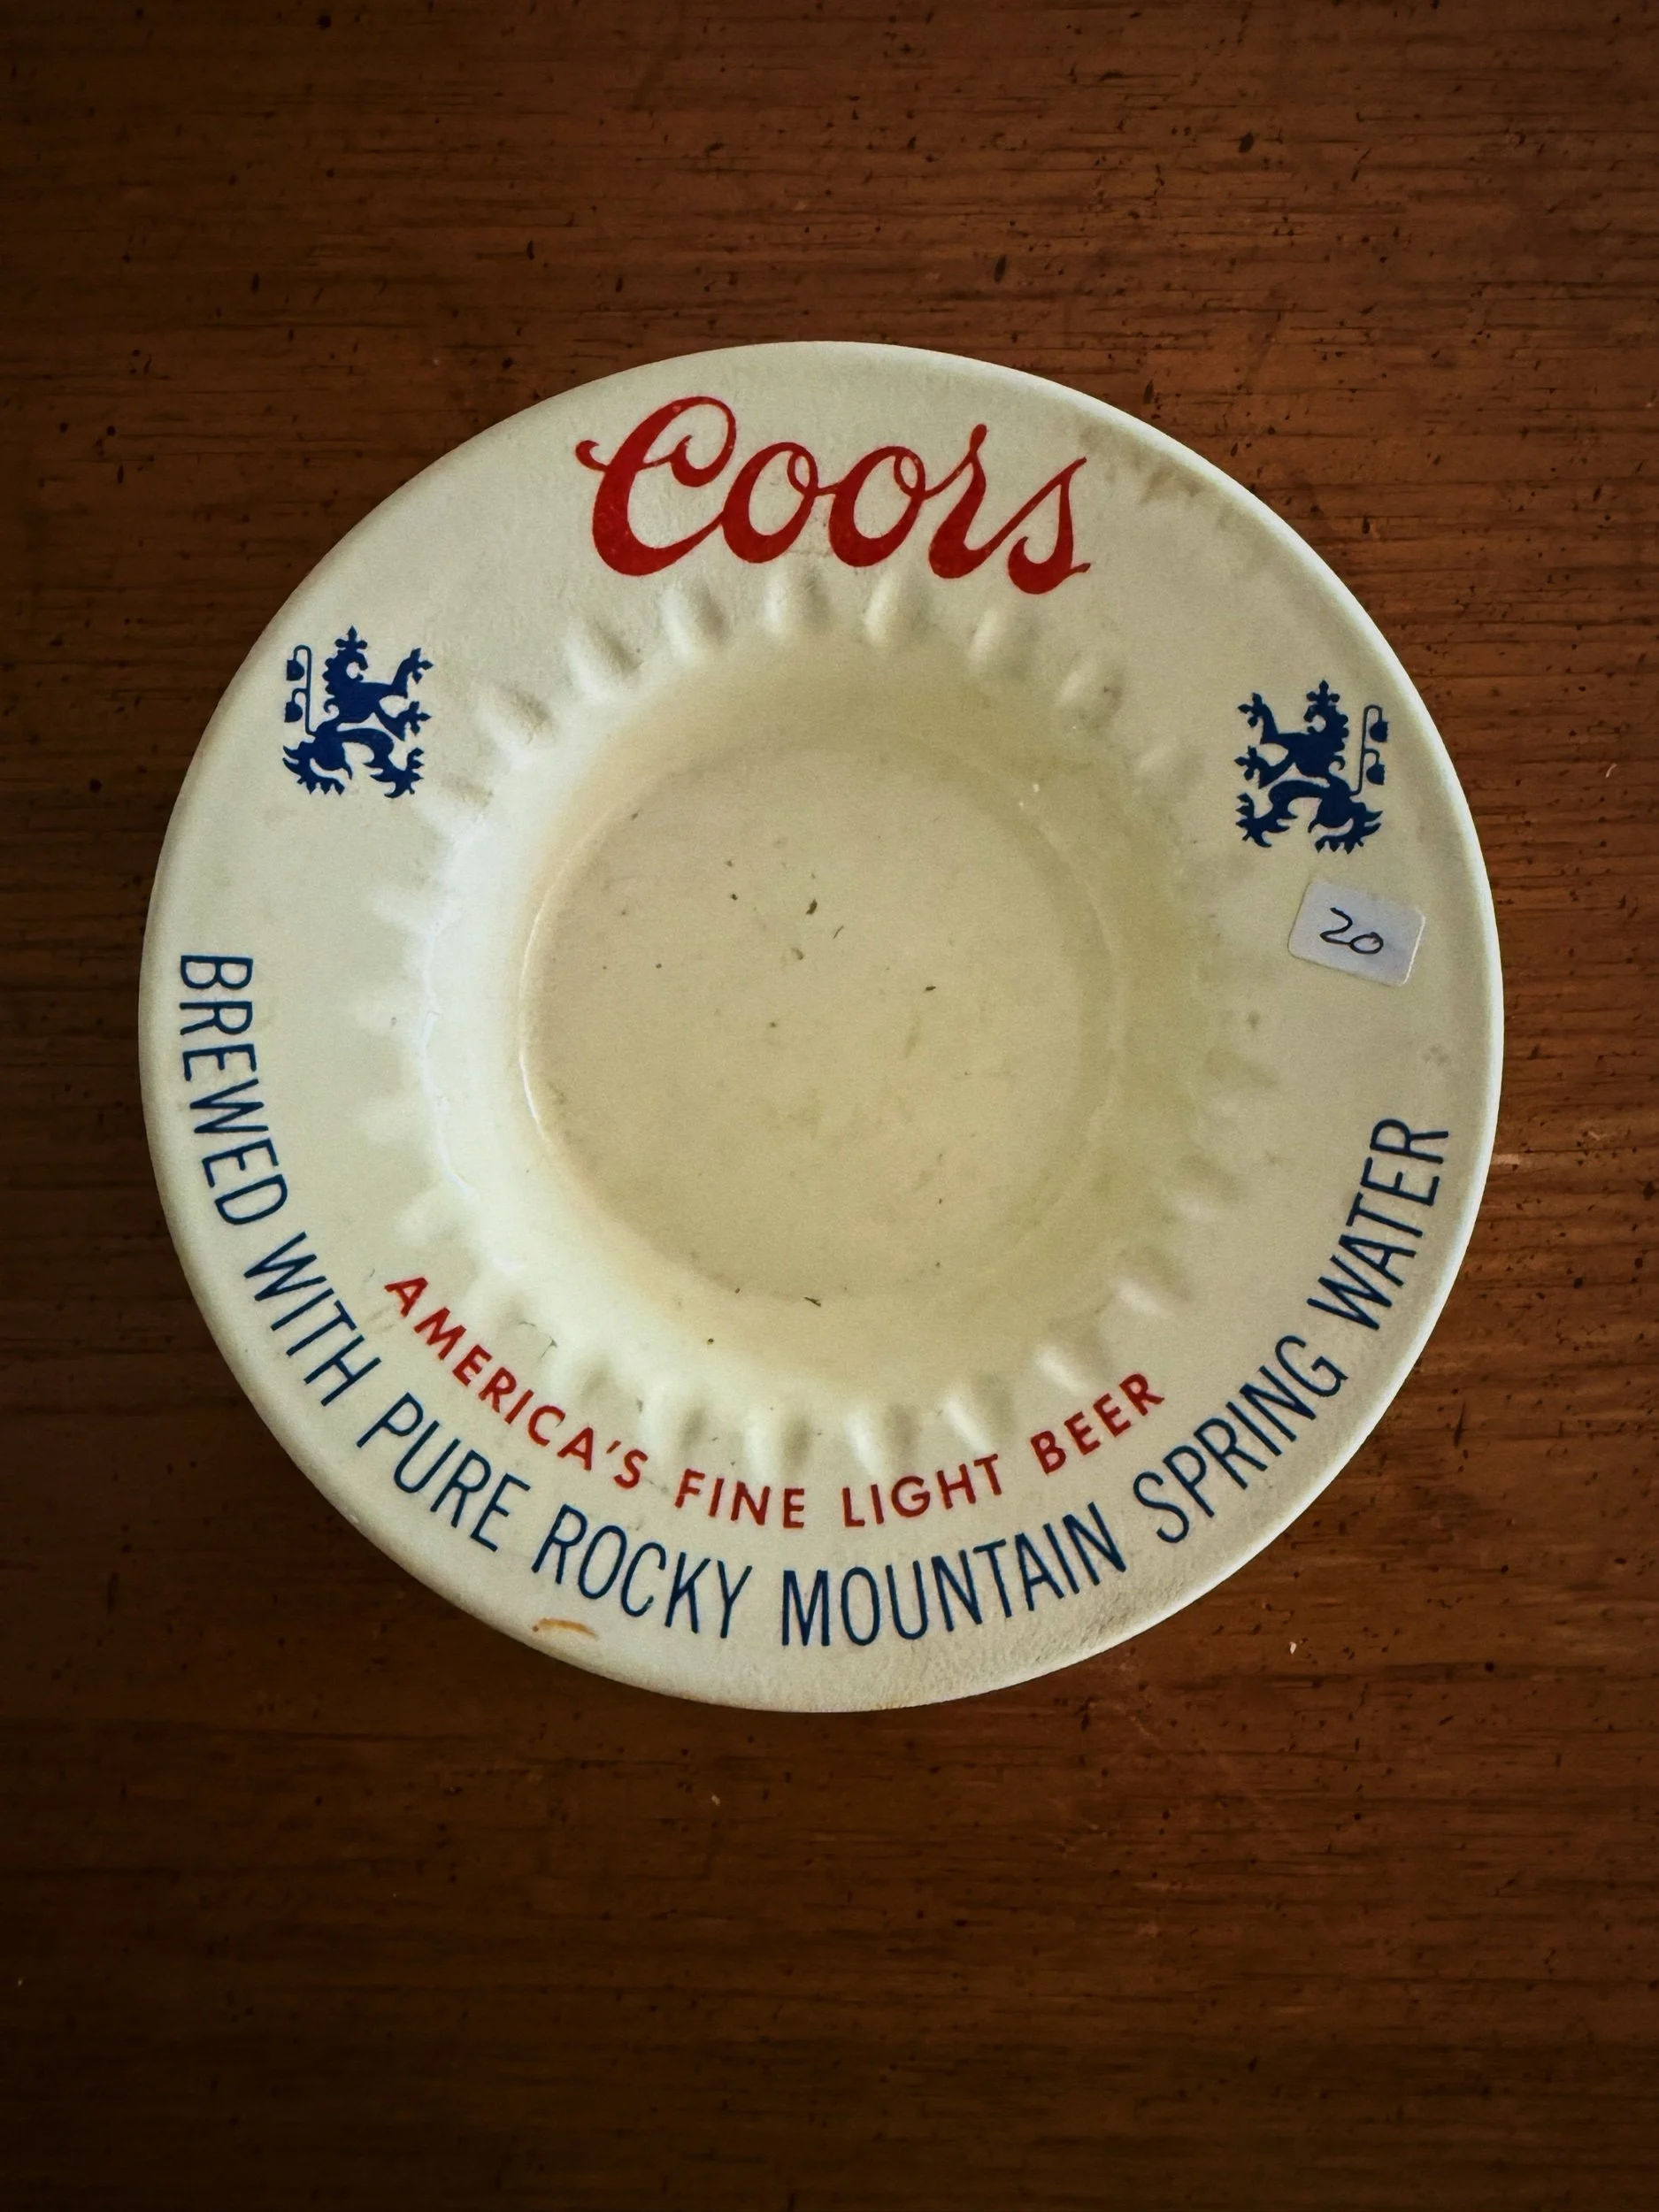 Coors
20
AMERICA'S FINE LIGHT BEER
BREWED WITH PURE ROCKY MOUNTAIN SPRING WATER